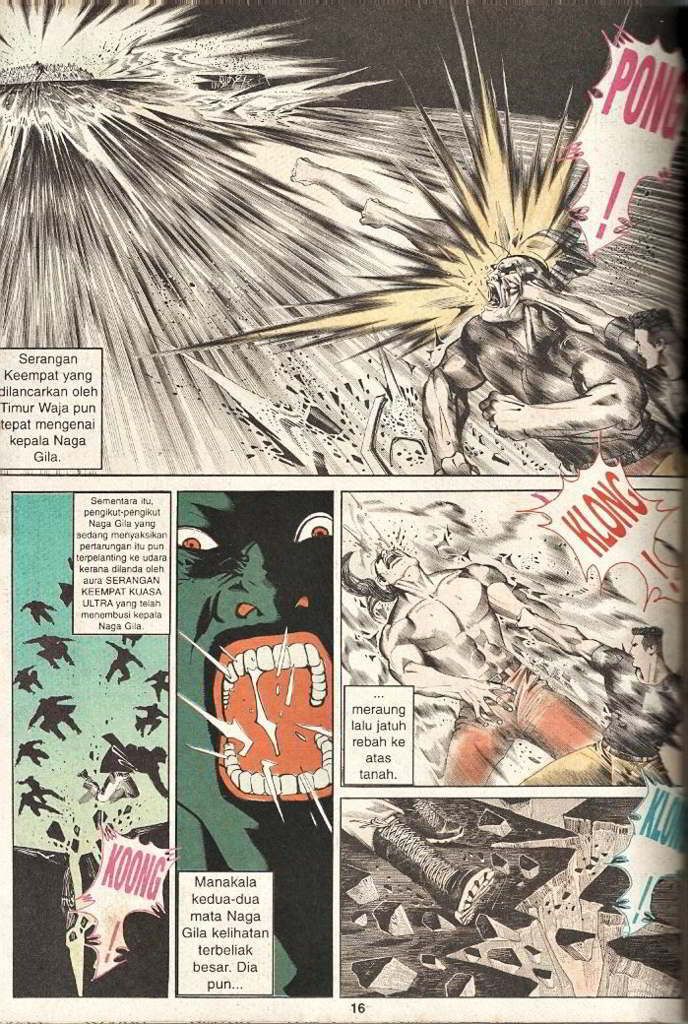 PONG
!
Serangan
Keempat yang
dilancarkan oleh
Timur Waja pun
tepat mengenai
kepala Naga
Gila.
Sementara itu,
pengikut-pengikut
Naga Gila yang
sedang menyaksikan
pertarungan itu pun
terpelanting ke udara
kerana dilanda oleh
aura SERANGAN
KEEMPAT KUASA
ULTRA yang telah
menembusi kepala
Naga Gila.
KOONG
!
Manakala
kedua-dua
mata Naga
Gila kelihatan
terbeliak
besar. Dia
pun...
KLONG
!
...
meraung
lalu jatuh
rebah ke
atas
tanah.
!
16